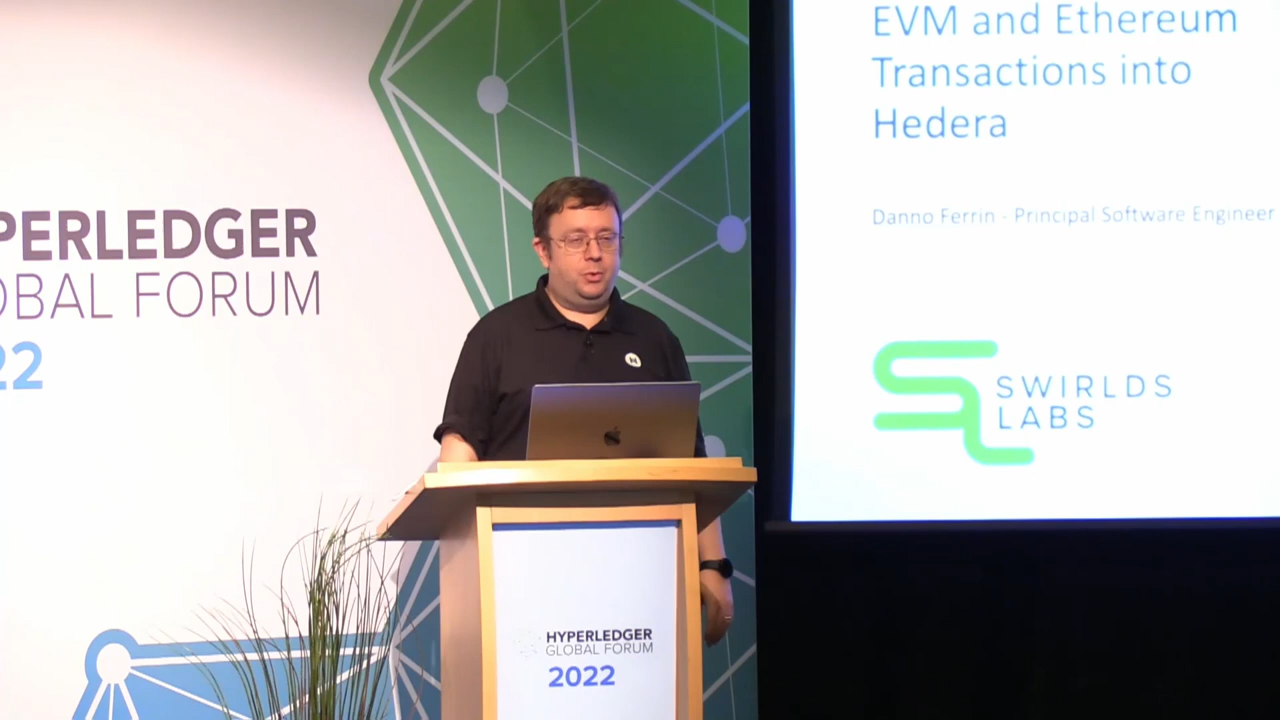 PERLEDGER
OBAL FORUM
22
EVM and Ethereum
Transactions into
Hedera
Danno Ferrin - Principal Software Engineer
SWIRLDS
LABS
HYPERLEDGER
GLOBAL FORUM
2022